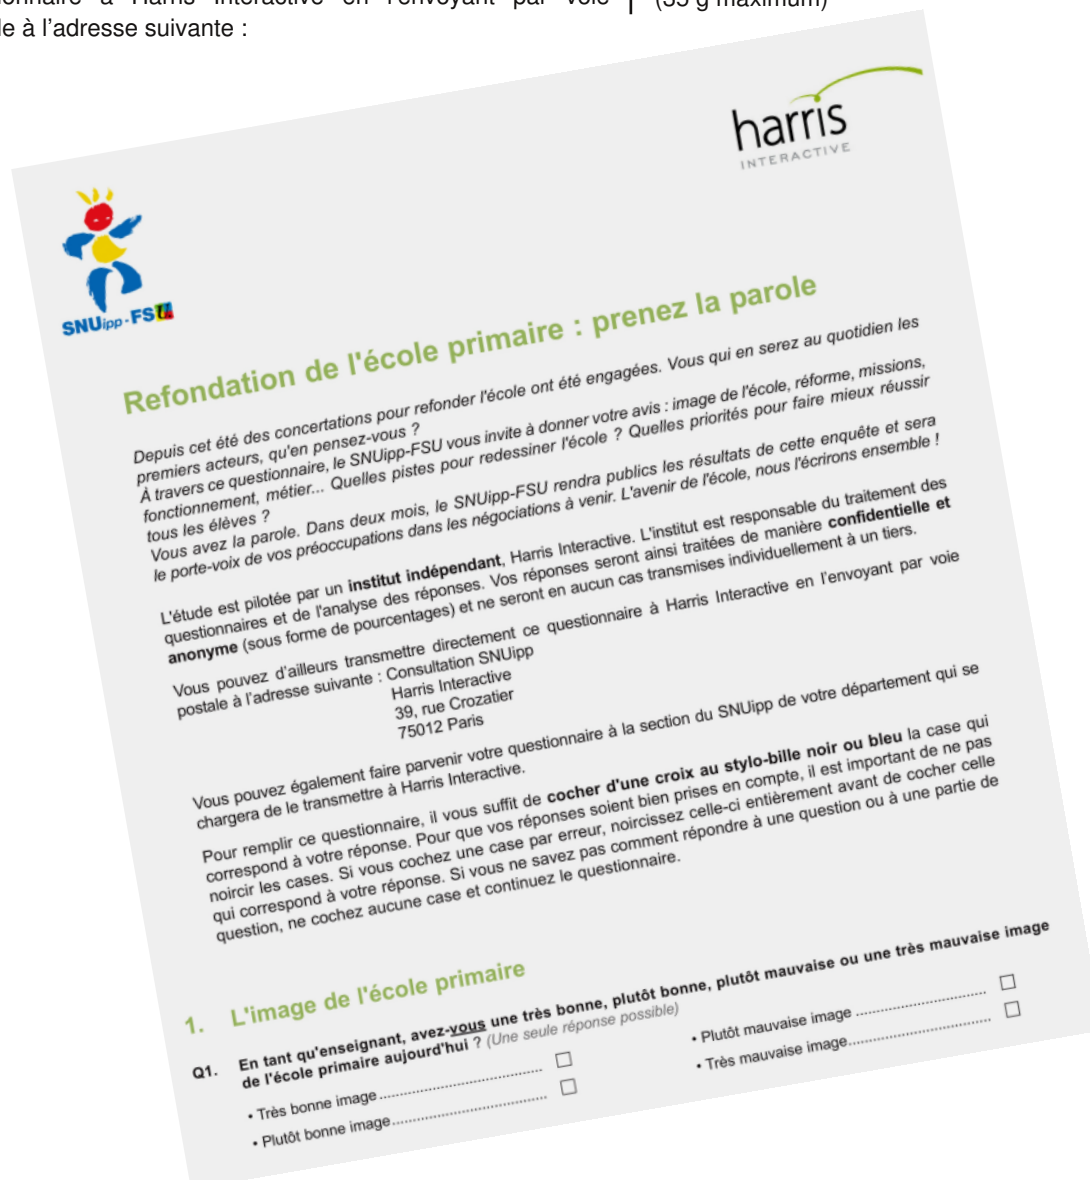 à Harris Interactive en l'envoyant par voie
à l'adresse suivante :
(35 g maximum)
harris
INTERACTIVE
SNUipp-FSU
Refondation de l'école primaire : prenez la parole
Depuis cet été des concertations pour refonder l'école ont été engagées. Vous qui en serez au quotidien les
premiers acteurs, qu'en pensez-vous ?
À travers ce questionnaire, le SNUipp-FSU vous invite à donner votre avis : image de l'école, réforme, missions,
fonctionnement, métier... Quelles pistes pour redessiner l'école ? Quelles priorités pour faire mieux réussir
tous les élèves ?
Vous avez la parole. Dans deux mois, le SNUipp-FSU rendra publics les résultats de cette enquête et sera
le porte-voix de vos préoccupations dans les négociations à venir. L'avenir de l'école, nous l'écrirons ensemble !
L'étude est pilotée par un institut indépendant, Harris Interactive. L'institut est responsable du traitement des
questionnaires et de l'analyse des réponses. Vos réponses seront ainsi traitées de manière confidentielle et
anonyme (sous forme de pourcentages) et ne seront en aucun cas transmises individuellement à un tiers.
Vous pouvez d'ailleurs transmettre directement ce questionnaire à Harris Interactive en l'envoyant par voie
postale à l'adresse suivante : Consultation SNUipp
Harris Interactive
39, rue Crozatier
75012 Paris
Vous pouvez également faire parvenir votre questionnaire à la section du SNUipp de votre département qui se
chargera de le transmettre à Harris Interactive.
Pour remplir ce questionnaire, il vous suffit de cocher d'une croix au stylo-bille noir ou bleu la case qui
correspond à votre réponse. Pour que vos réponses soient bien prises en compte, il est important de ne pas
noircir les cases. Si vous cochez une case par erreur, noircissez celle-ci entièrement avant de cocher celle
qui correspond à votre réponse. Si vous ne savez pas comment répondre à une question ou à une partie de
question, ne cochez aucune case et continuez le questionnaire.
1. L'image de l'école primaire
Q1. En tant qu'enseignant, avez-vous une très bonne, plutôt bonne, plutôt mauvaise ou une très mauvaise image
de l'école primaire aujourd'hui ? (Une seule réponse possible)
• Très bonne image ........................................ ☐
• Plutôt bonne image ...................................... ☐
• Plutôt mauvaise image ................................ ☐
• Très mauvaise image................................... ☐